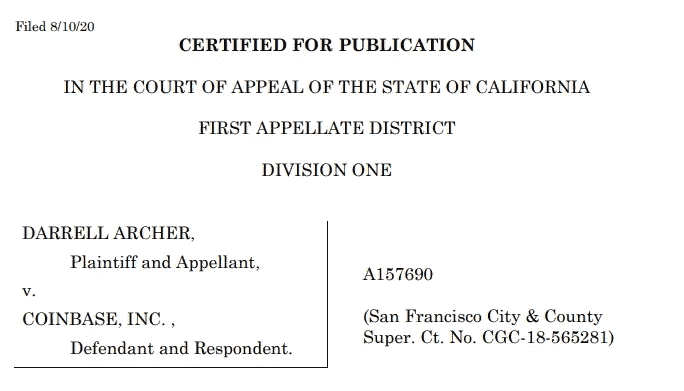 Filed 8/10/20
CERTIFIED FOR PUBLICATION
IN THE COURT OF APPEAL OF THE STATE OF CALIFORNIA
FIRST APPELLATE DISTRICT
DIVISION ONE
DARRELL ARCHER,
Plaintiff and Appellant,
v.
COINBASE, INC. ,
Defendant and Respondent.
A157690
(San Francisco City & County
Super. Ct. No. CGC-18-565281)